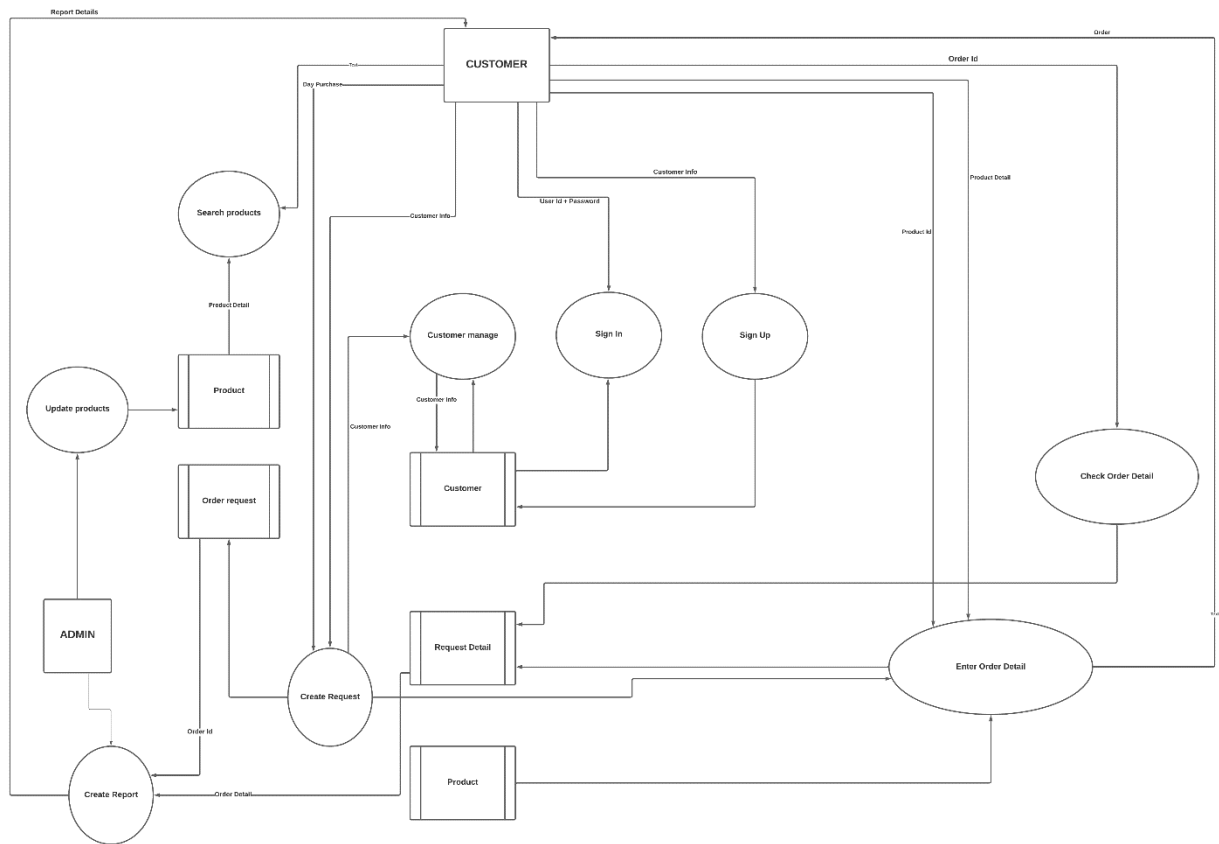 Report Details
Order
CUSTOMER
Order Id
Day Purchase
Customer Info
Product Detail
User Id + Password
Search products
Customer Info
Product Id
Product Detail
Customer manage
Sign In
Sign Up
Product
Update products
Customer Info
Customer Info
Check Order Detail
Customer
Order request
ADMIN
Request Detail
Enter Order Detail
Create Request
Order Id
Product
Create Report
Order Detail